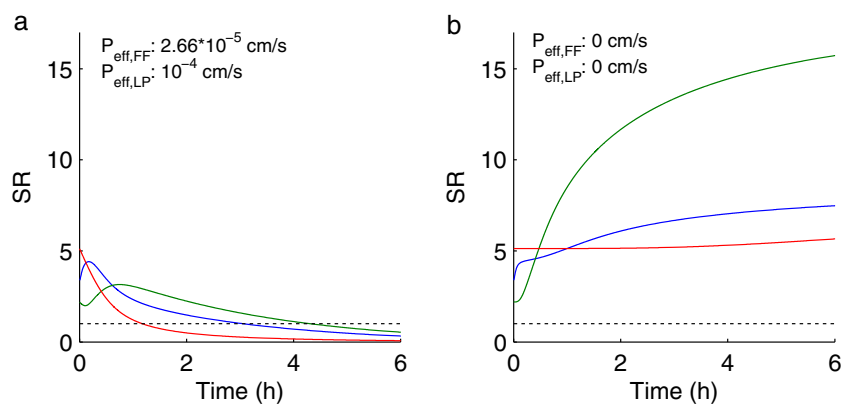 a
P_eff,FF: 2.66*10^−5 cm/s
P_eff,LP: 10^−4 cm/s
15
10
5
0
SR
0 2 4 6
Time (h)
b
P_eff,FF: 0 cm/s
P_eff,LP: 0 cm/s
15
10
5
0
SR
0 2 4 6
Time (h)